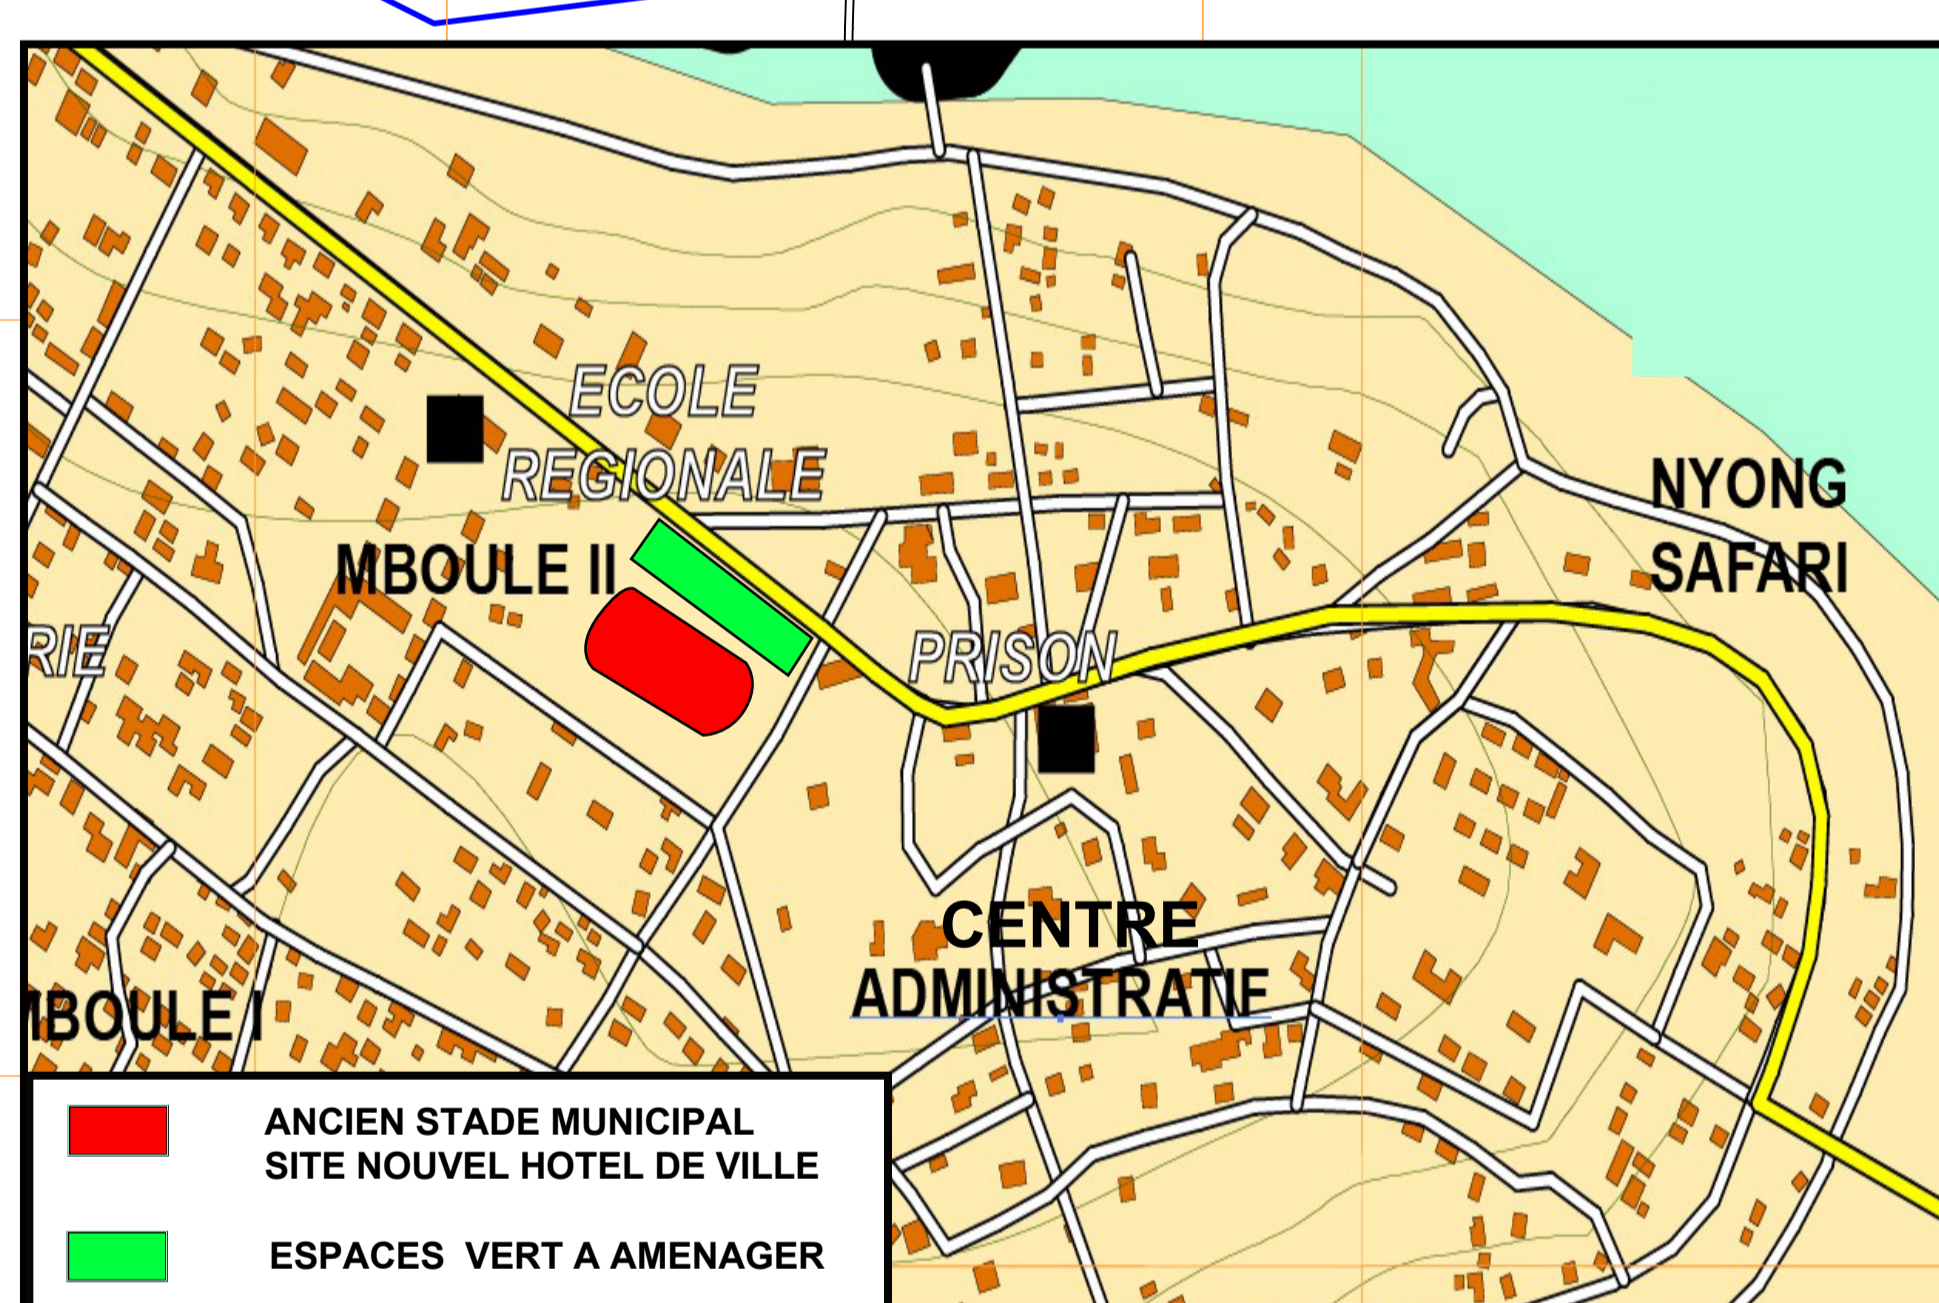 ECOLE
REGIONALE
NYONG
SAFARI
MBOULE II
RIE
PRISON
CENTRE
ADMINISTRATIF
MBOULE I
ANCIEN STADE MUNICIPAL
SITE NOUVEL HOTEL DE VILLE
ESPACES VERT A AMENAGER